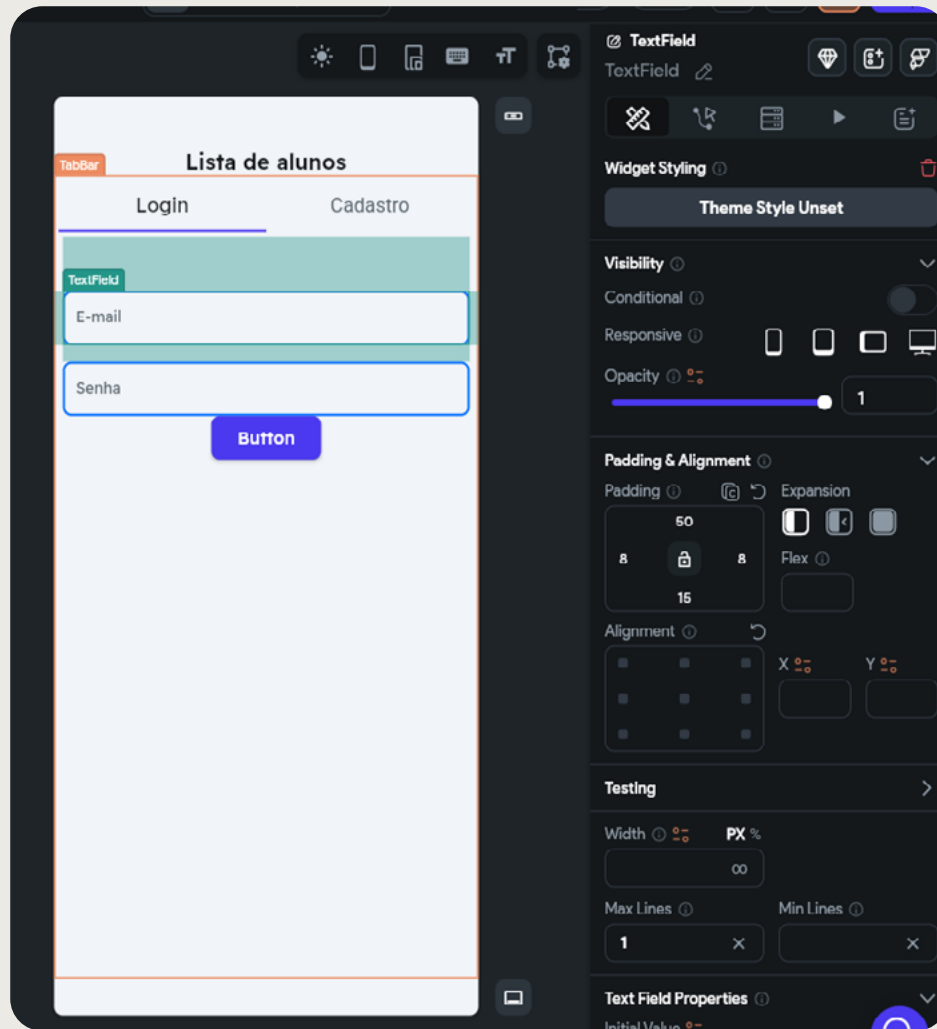 TextField
TextField
Widget Styling
Theme Style Unset
Visibility
Conditional
Responsive
Opacity
1
Padding & Alignment
Padding
Expansion
50
8
8
15
Flex
Alignment
X
Y
Testing
Width
PX %
∞
Max Lines
Min Lines
1
Text Field Properties
Initial Value
Lista de alunos
TabBar
Login
Cadastro
TextField
E-mail
Senha
Button